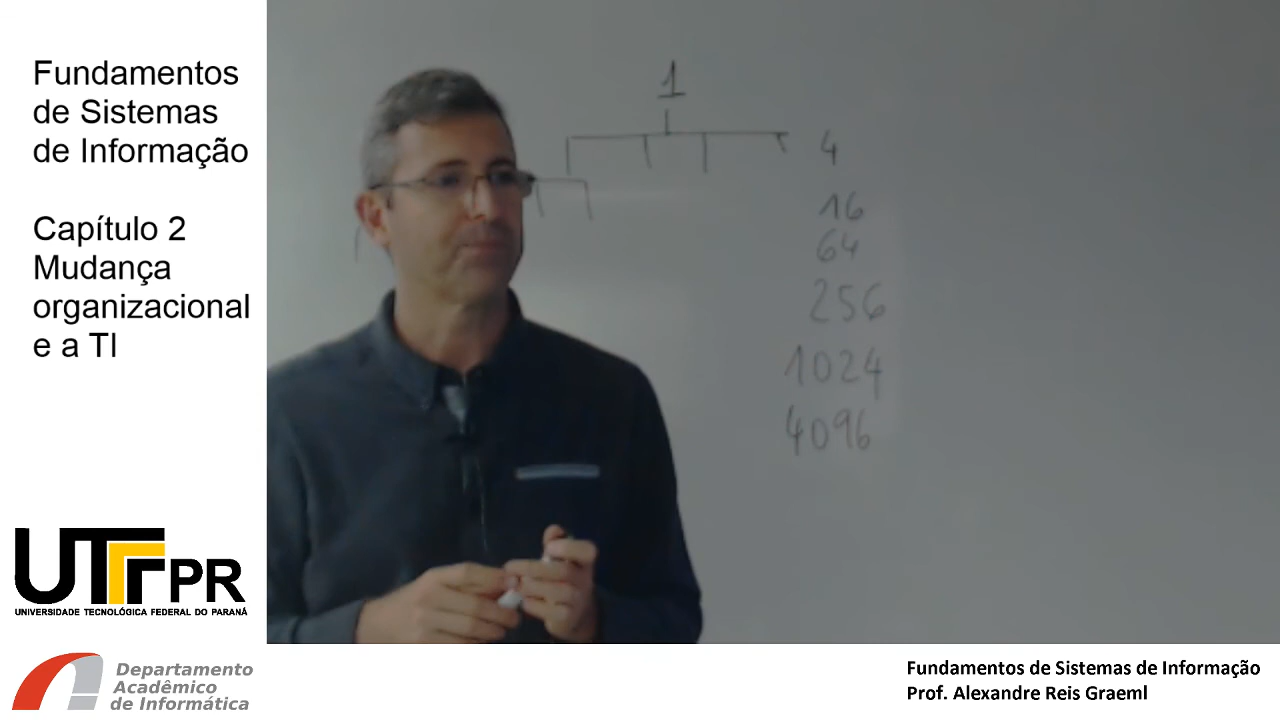 Fundamentos
de Sistemas
de Informação
Capítulo 2
Mudança
organizacional
e a TI
1
4
16
64
256
1024
4096
UTFPR
UNIVERSIDADE TECNOLÓGICA FEDERAL DO PARANÁ
Departamento
Acadêmico
de Informática
Fundamentos de Sistemas de Informação
Prof. Alexandre Reis Graeml